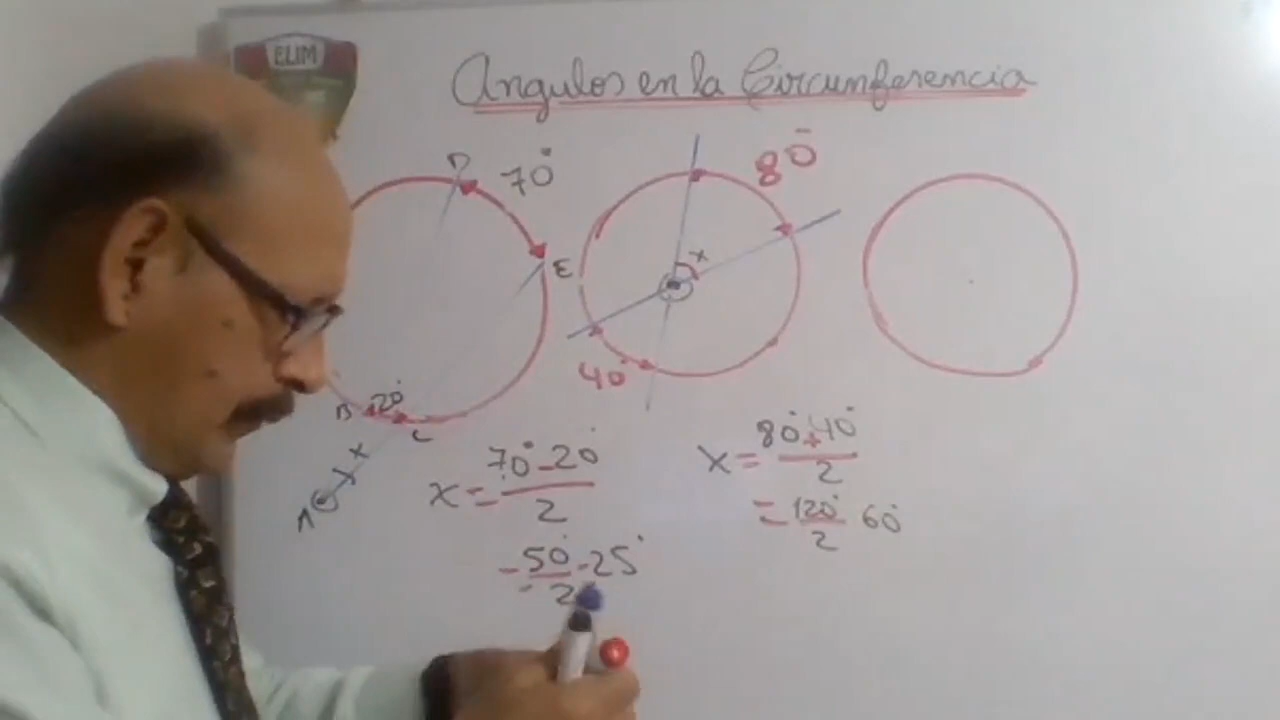 ELIM
Angulos en la Circunferencia
D
70°
E
B
20°
C
x
A
x = 70° - 20°
2
= 50° = 25°
2
80°
x
40°
x = 80° + 40°
2
= 120° 60°
2